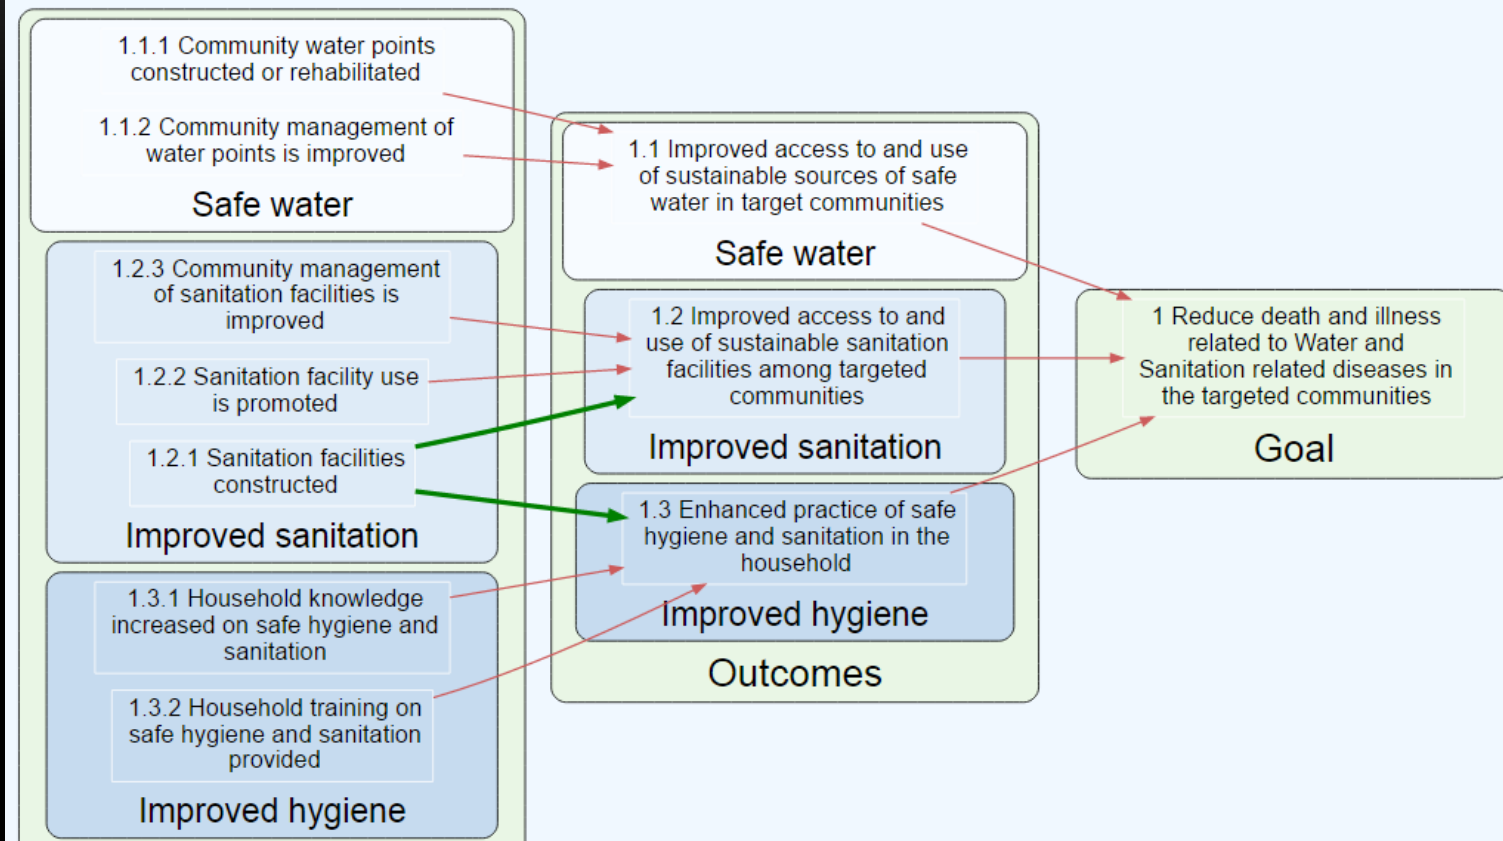 1.1.1 Community water points
constructed or rehabilitated
1.1.2 Community management of
water points is improved
Safe water
1.2.3 Community management
of sanitation facilities is
improved
1.2.2 Sanitation facility use
is promoted
1.2.1 Sanitation facilities
constructed
Improved sanitation
1.3.1 Household knowledge
increased on safe hygiene and
sanitation
1.3.2 Household training on
safe hygiene and sanitation
provided
Improved hygiene
1.1 Improved access to and use
of sustainable sources of safe
water in target communities
Safe water
1.2 Improved access to and
use of sustainable sanitation
facilities among targeted
communities
Improved sanitation
1.3 Enhanced practice of safe
hygiene and sanitation in the
household
Improved hygiene
Outcomes
1 Reduce death and illness
related to Water and
Sanitation related diseases in
the targeted communities
Goal